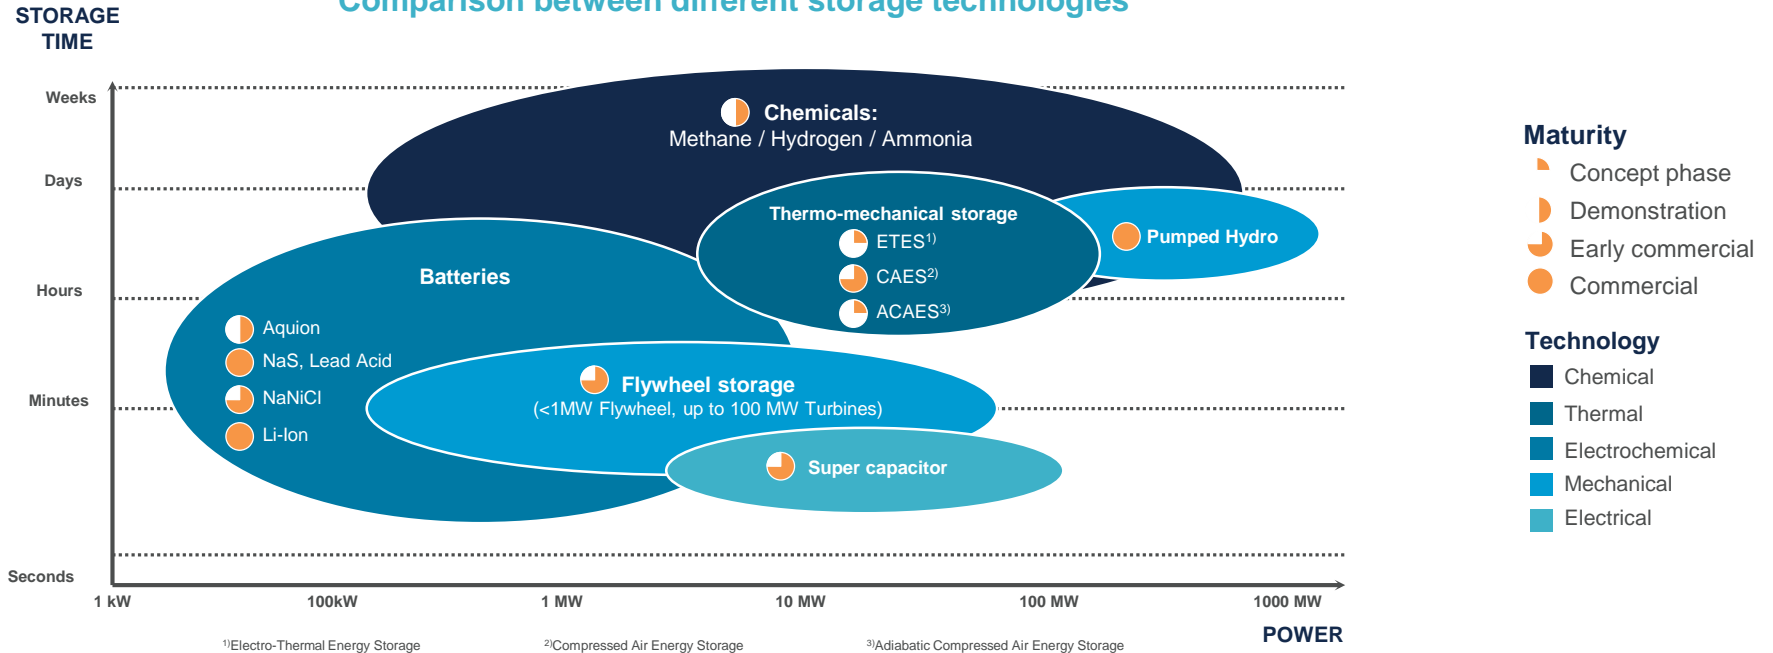 Comparison between different storage technologies
STORAGE
TIME
Weeks
Days
Hours
Minutes
Seconds
Chemicals:
Methane / Hydrogen / Ammonia
Thermo-mechanical storage
ETES1)
CAES2)
ACAES3)
Pumped Hydro
Batteries
Aquion
NaS, Lead Acid
NaNiCl
Li-Ion
Flywheel storage
(<1MW Flywheel, up to 100 MW Turbines)
Super capacitor
1 kW
100kW
1 MW
10 MW
100 MW
1000 MW
POWER
1)Electro-Thermal Energy Storage
2)Compressed Air Energy Storage
3)Adiabatic Compressed Air Energy Storage
Maturity
Concept phase
Demonstration
Early commercial
Commercial
Technology
Chemical
Thermal
Electrochemical
Mechanical
Electrical